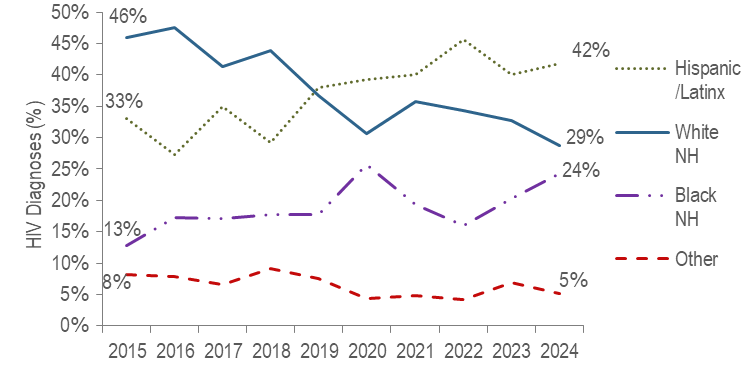 HIV Diagnoses (%)
50%
45%
40%
35%
30%
25%
20%
15%
10%
5%
0%
46%
33%
13%
8%
42%
29%
24%
5%
2015 2016 2017 2018 2019 2020 2021 2022 2023 2024
Hispanic
/Latinx
White
NH
Black
NH
Other